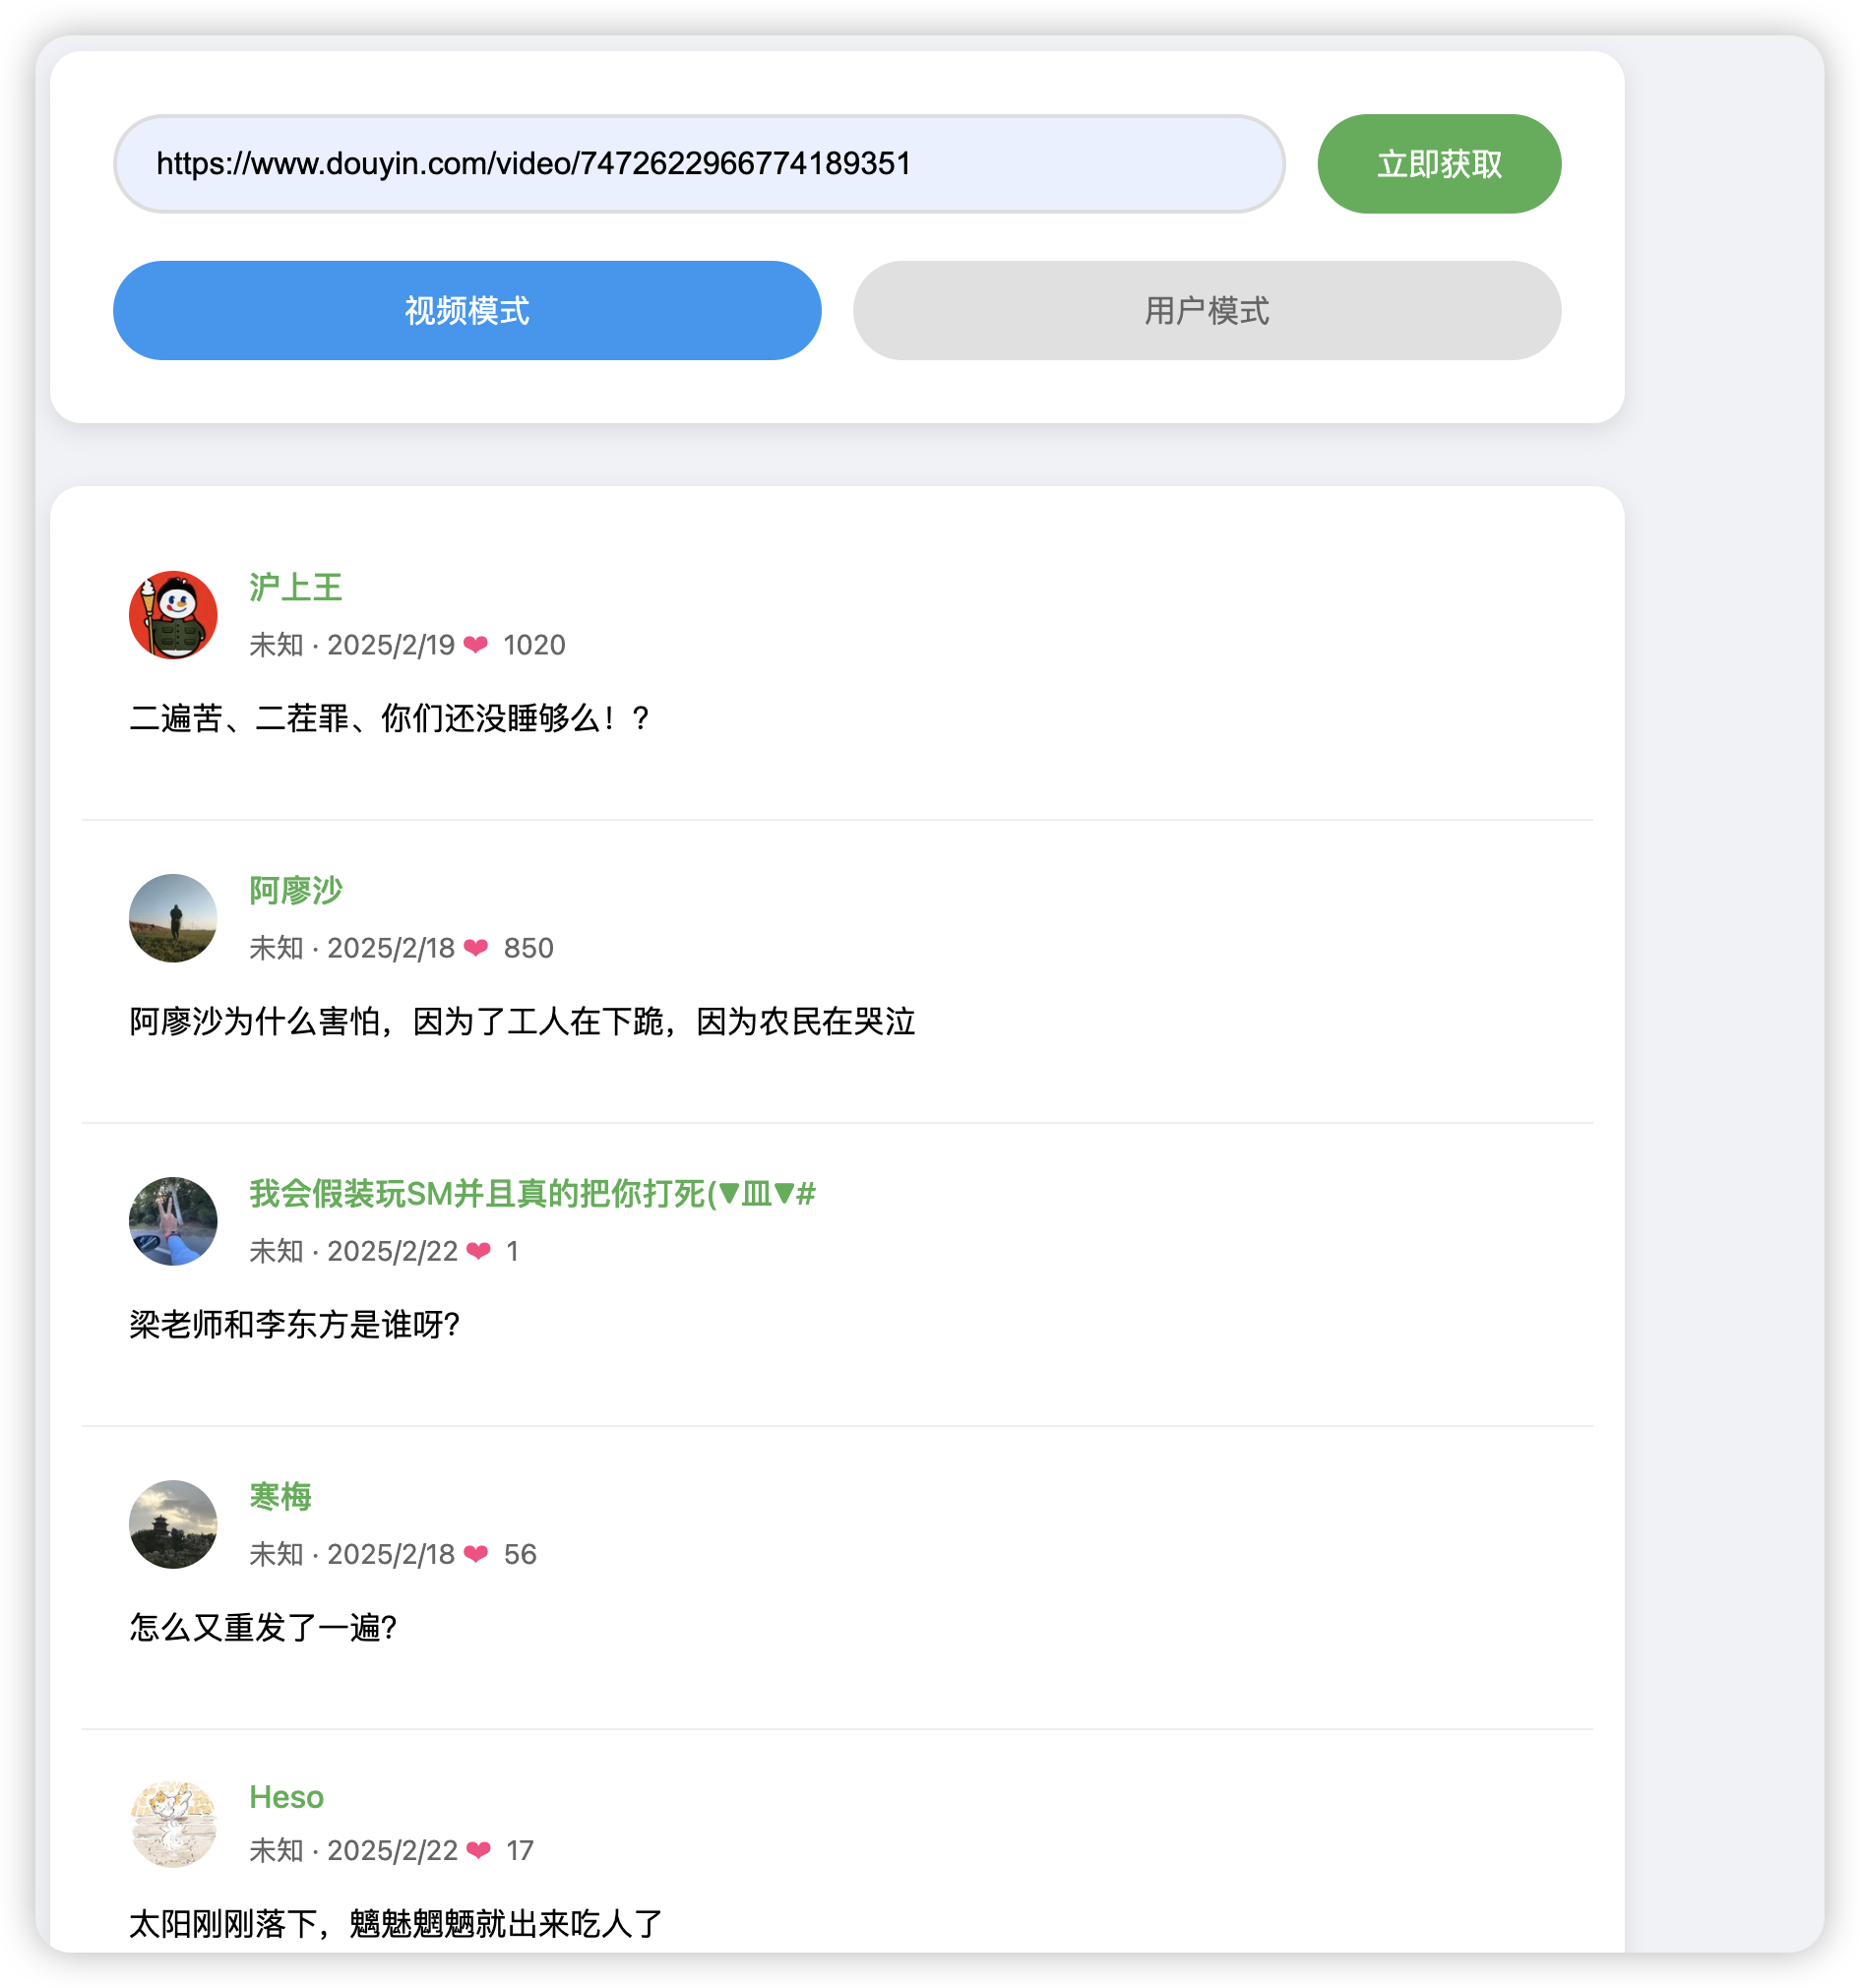 https://www.douyin.com/video/7472622966774189351
立即获取
视频模式
用户模式
沪上王
未知 · 2025/2/19 ❤ 1020
二遍苦、二茬罪、你们还没睡够么！？
阿廖沙
未知 · 2025/2/18 ❤ 850
阿廖沙为什么害怕，因为了工人在下跪，因为农民在哭泣
我会假装玩SM并且真的把你打死(▼皿▼#
未知 · 2025/2/22 ❤ 1
梁老师和李东方是谁呀?
寒梅
未知 · 2025/2/18 ❤ 56
怎么又重发了一遍?
Heso
未知 · 2025/2/22 ❤ 17
太阳刚刚落下，魑魅魍魉就出来吃人了